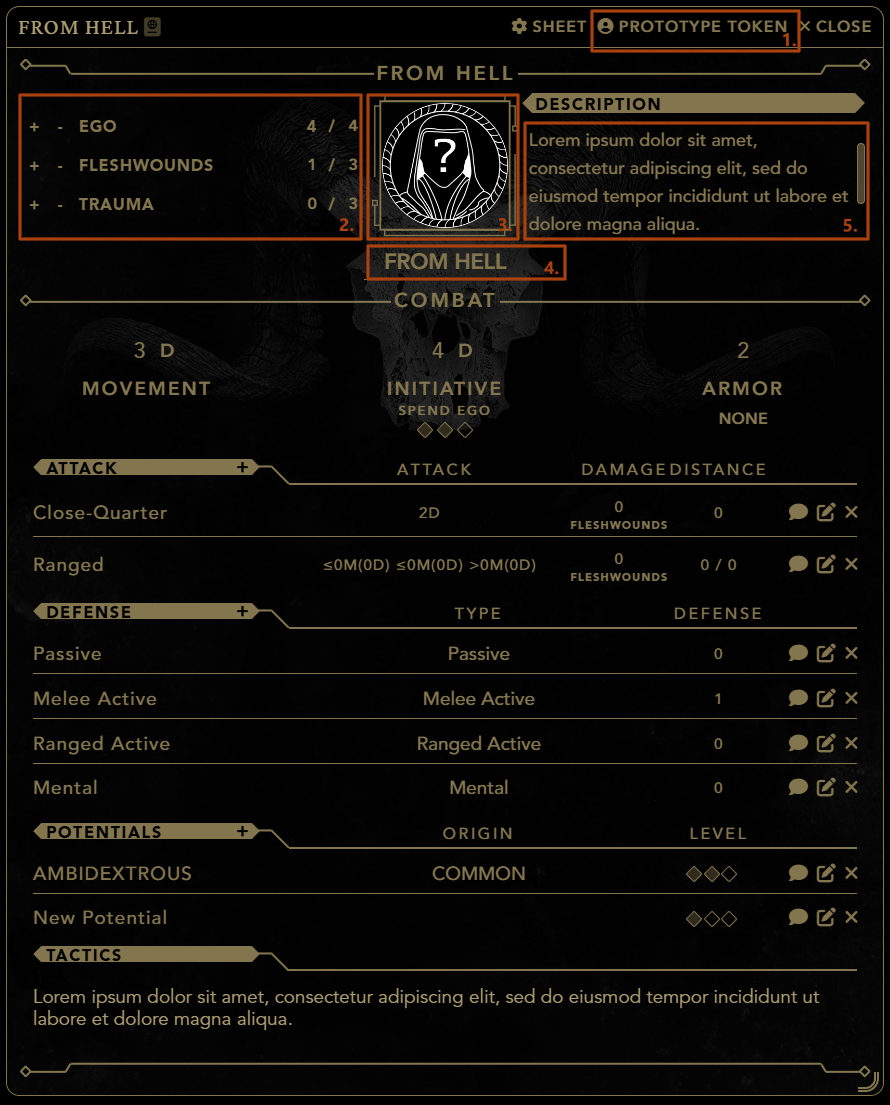 FROM HELL
SHEET
PROTOTYPE TOKEN
1.
CLOSE
FROM HELL
+ - EGO 4 / 4
+ - FLESHWOUNDS 1 / 3
+ - TRAUMA 0 / 3
2.
?
3.
DESCRIPTION
Lorem ipsum dolor sit amet,
consectetur adipiscing elit, sed do
eiusmod tempor incididunt ut labore et
dolore magna aliqua.
5.
FROM HELL
4.
COMBAT
3 D
MOVEMENT
4 D
INITIATIVE
SPEND EGO
2
ARMOR
NONE
ATTACK + ATTACK DAMAGE DISTANCE
Close-Quarter 2D 0 FLESHWOUNDS 0
Ranged ≤0M(0D) ≤0M(0D) >0M(0D) 0 FLESHWOUNDS 0 / 0
DEFENSE + TYPE DEFENSE
Passive Passive 0
Melee Active Melee Active 1
Ranged Active Ranged Active 0
Mental Mental 0
POTENTIALS + ORIGIN LEVEL
AMBIDEXTROUS COMMON
New Potential
TACTICS
Lorem ipsum dolor sit amet, consectetur adipiscing elit, sed do eiusmod tempor incididunt ut
labore et dolore magna aliqua.